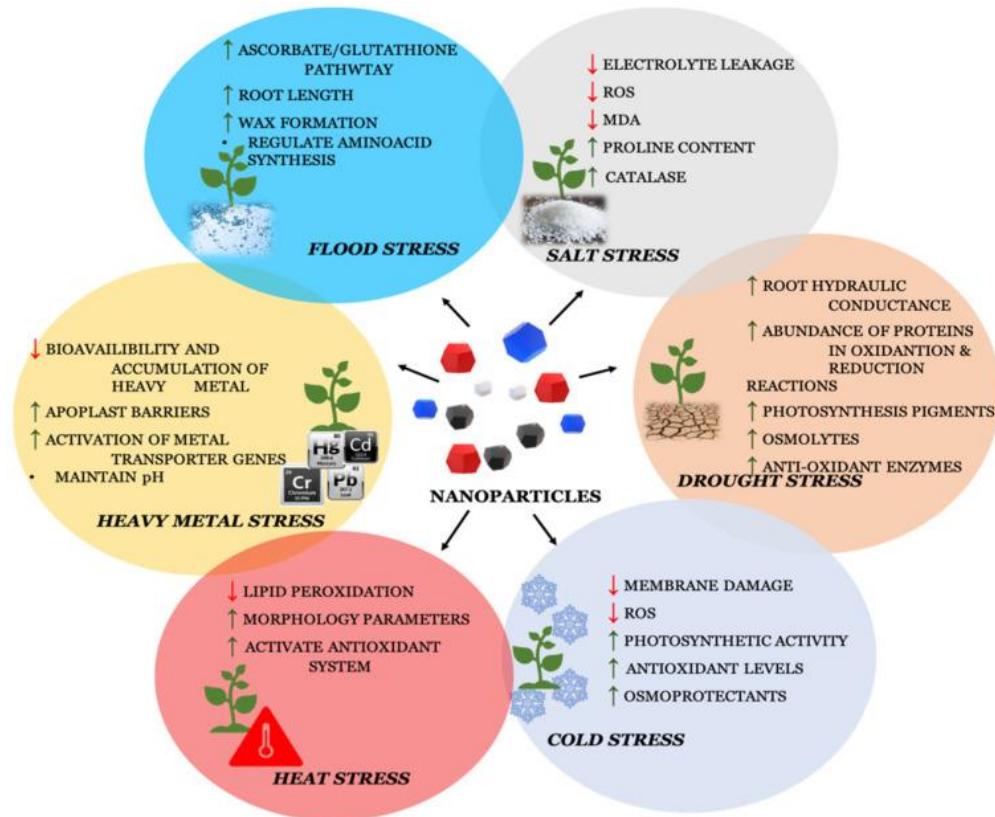 ↑ ASCORBATE/GLUTATHIONE
PATHWTAY
↑ ROOT LENGTH
↑ WAX FORMATION
• REGULATE AMINOACID
SYNTHESIS
FLOOD STRESS
↓ ELECTROLYTE LEAKAGE
↓ ROS
↓ MDA
↑ PROLINE CONTENT
↑ CATALASE
SALT STRESS
↓ BIOAVAILIBILITY AND
ACCUMULATION OF
HEAVY METAL
↑ APOPLAST BARRIERS
↑ ACTIVATION OF METAL
TRANSPORTER GENES
• MAINTAIN pH
Hg
Cd
Cr
Chromium
Pb
HEAVY METAL STRESS
NANOPARTICLES
↑ ROOT HYDRAULIC
CONDUCTANCE
↑ ABUNDANCE OF PROTEINS
IN OXIDANTION &
REDUCTION
REACTIONS
↑ PHOTOSYNTHESIS PIGMENTS
↑ OSMOLYTES
↑ ANTI-OXIDANT ENZYMES
DROUGHT STRESS
↓ LIPID PEROXIDATION
↑ MORPHOLOGY PARAMETERS
↑ ACTIVATE ANTIOXIDANT
SYSTEM
HEAT STRESS
↓ MEMBRANE DAMAGE
↓ ROS
↑ PHOTOSYNTHETIC ACTIVITY
↑ ANTIOXIDANT LEVELS
↑ OSMOPROTECTANTS
COLD STRESS